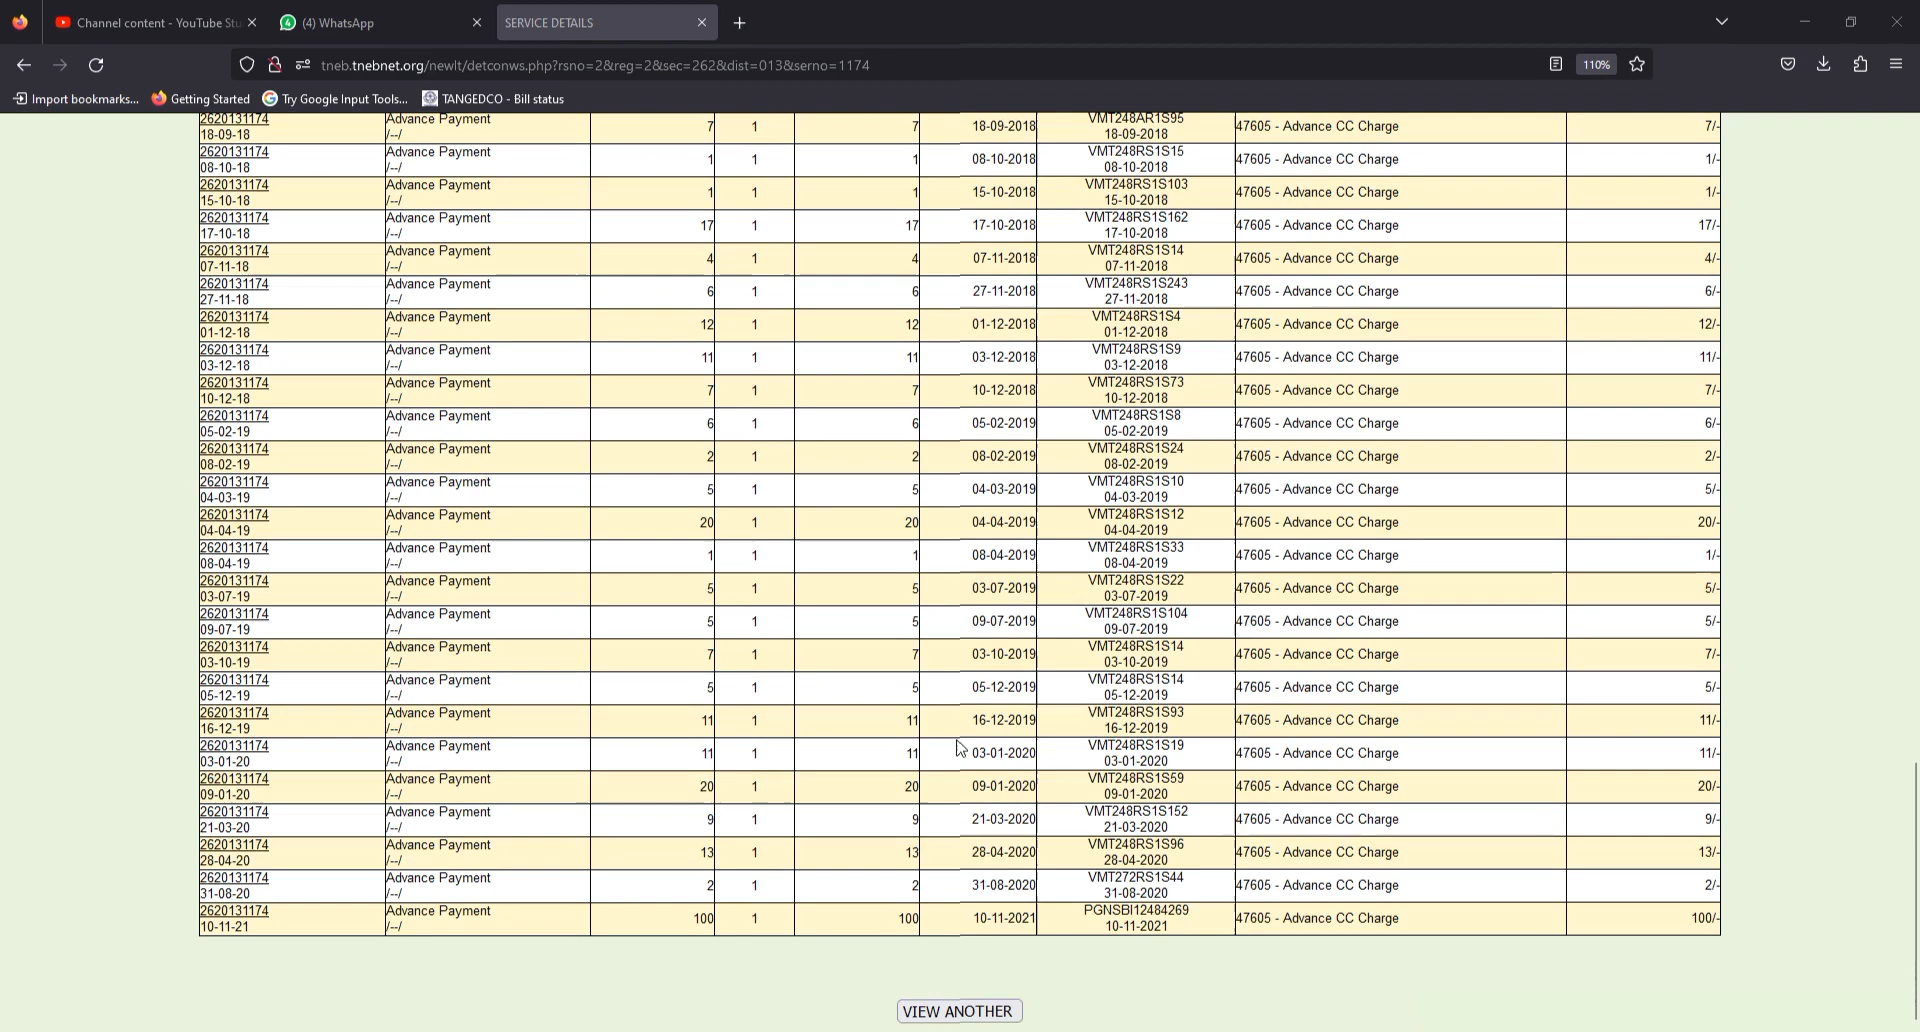 Channel content - YouTube Stu
(4) WhatsApp
SERVICE DETAILS
tneb.tnebnet.org/newlt/detconws.php?rsno=2&reg=2&sec=262&dist=013&serno=1174
110%
Import bookmarks...
Getting Started
Try Google Input Tools...
TANGEDCO - Bill status
2620131174 Advance Payment 7 1 7 18-09-2018 VMT248AR1S95 47605 - Advance CC Charge 7/-
18-09-18 /--/ 18-09-2018
2620131174 Advance Payment 1 1 1 08-10-2018 VMT248RS1S15 47605 - Advance CC Charge 1/-
08-10-18 /--/ 08-10-2018
2620131174 Advance Payment 1 1 1 15-10-2018 VMT248RS1S103 47605 - Advance CC Charge 1/-
15-10-18 /--/ 15-10-2018
2620131174 Advance Payment 17 1 17 17-10-2018 VMT248RS1S162 47605 - Advance CC Charge 17/-
17-10-18 /--/ 17-10-2018
2620131174 Advance Payment 4 1 4 07-11-2018 VMT248RS1S14 47605 - Advance CC Charge 4/-
07-11-18 /--/ 07-11-2018
2620131174 Advance Payment 6 1 6 27-11-2018 VMT248RS1S243 47605 - Advance CC Charge 6/-
27-11-18 /--/ 27-11-2018
2620131174 Advance Payment 12 1 12 01-12-2018 VMT248RS1S4 47605 - Advance CC Charge 12/-
01-12-18 /--/ 01-12-2018
2620131174 Advance Payment 11 1 11 03-12-2018 VMT248RS1S9 47605 - Advance CC Charge 11/-
03-12-18 /--/ 03-12-2018
2620131174 Advance Payment 7 1 7 10-12-2018 VMT248RS1S73 47605 - Advance CC Charge 7/-
10-12-18 /--/ 10-12-2018
2620131174 Advance Payment 6 1 6 05-02-2019 VMT248RS1S8 47605 - Advance CC Charge 6/-
05-02-19 /--/ 05-02-2019
2620131174 Advance Payment 2 1 2 08-02-2019 VMT248RS1S24 47605 - Advance CC Charge 2/-
08-02-19 /--/ 08-02-2019
2620131174 Advance Payment 5 1 5 04-03-2019 VMT248RS1S10 47605 - Advance CC Charge 5/-
04-03-19 /--/ 04-03-2019
2620131174 Advance Payment 20 1 20 04-04-2019 VMT248RS1S12 47605 - Advance CC Charge 20/-
04-04-19 /--/ 04-04-2019
2620131174 Advance Payment 1 1 1 08-04-2019 VMT248RS1S33 47605 - Advance CC Charge 1/-
08-04-19 /--/ 08-04-2019
2620131174 Advance Payment 5 1 5 03-07-2019 VMT248RS1S22 47605 - Advance CC Charge 5/-
03-07-19 /--/ 03-07-2019
2620131174 Advance Payment 5 1 5 09-07-2019 VMT248RS1S104 47605 - Advance CC Charge 5/-
09-07-19 /--/ 09-07-2019
2620131174 Advance Payment 7 1 7 03-10-2019 VMT248RS1S14 47605 - Advance CC Charge 7/-
03-10-19 /--/ 03-10-2019
2620131174 Advance Payment 5 1 5 05-12-2019 VMT248RS1S14 47605 - Advance CC Charge 5/-
05-12-19 /--/ 05-12-2019
2620131174 Advance Payment 11 1 11 16-12-2019 VMT248RS1S93 47605 - Advance CC Charge 11/-
16-12-19 /--/ 16-12-2019
2620131174 Advance Payment 11 1 11 03-01-2020 VMT248RS1S19 47605 - Advance CC Charge 11/-
03-01-20 /--/ 03-01-2020
2620131174 Advance Payment 20 1 20 09-01-2020 VMT248RS1S59 47605 - Advance CC Charge 20/-
09-01-20 /--/ 09-01-2020
2620131174 Advance Payment 9 1 9 21-03-2020 VMT248RS1S152 47605 - Advance CC Charge 9/-
21-03-20 /--/ 21-03-2020
2620131174 Advance Payment 13 1 13 28-04-2020 VMT248RS1S96 47605 - Advance CC Charge 13/-
28-04-20 /--/ 28-04-2020
2620131174 Advance Payment 2 1 2 31-08-2020 VMT272RS1S44 47605 - Advance CC Charge 2/-
31-08-20 /--/ 31-08-2020
2620131174 Advance Payment 100 1 100 10-11-2021 PGNSBI12484269 47605 - Advance CC Charge 100/-
10-11-21 /--/ 10-11-2021
VIEW ANOTHER